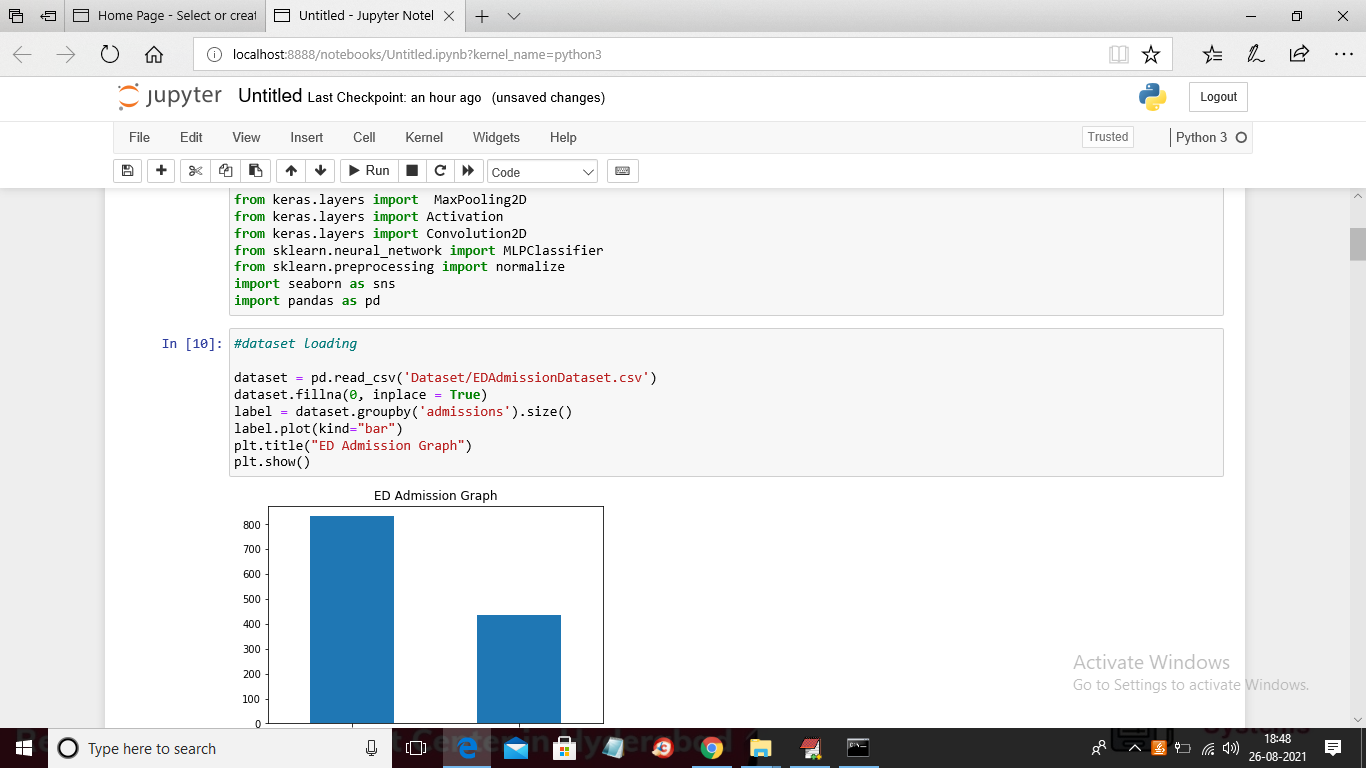 Home Page - Select or creat
Untitled - Jupyter Notel
localhost:8888/notebooks/Untitled.ipynb?kernel_name=python3
jupyter Untitled Last Checkpoint: an hour ago (unsaved changes)
Logout
File Edit View Insert Cell Kernel Widgets Help
Trusted
Python 3
Run
Code
from keras.layers import  MaxPooling2D
from keras.layers import Activation
from keras.layers import Convolution2D
from sklearn.neural_network import MLPClassifier
from sklearn.preprocessing import normalize
import seaborn as sns
import pandas as pd
In [10]:
#dataset loading
dataset = pd.read_csv('Dataset/EDAdmissionDataset.csv')
dataset.fillna(0, inplace = True)
label = dataset.groupby('admissions').size()
label.plot(kind="bar")
plt.title("ED Admission Graph")
plt.show()
ED Admission Graph
800
700
600
500
400
300
200
100
0
Activate Windows
Go to Settings to activate Windows.
Type here to search
18:48
26-08-2021